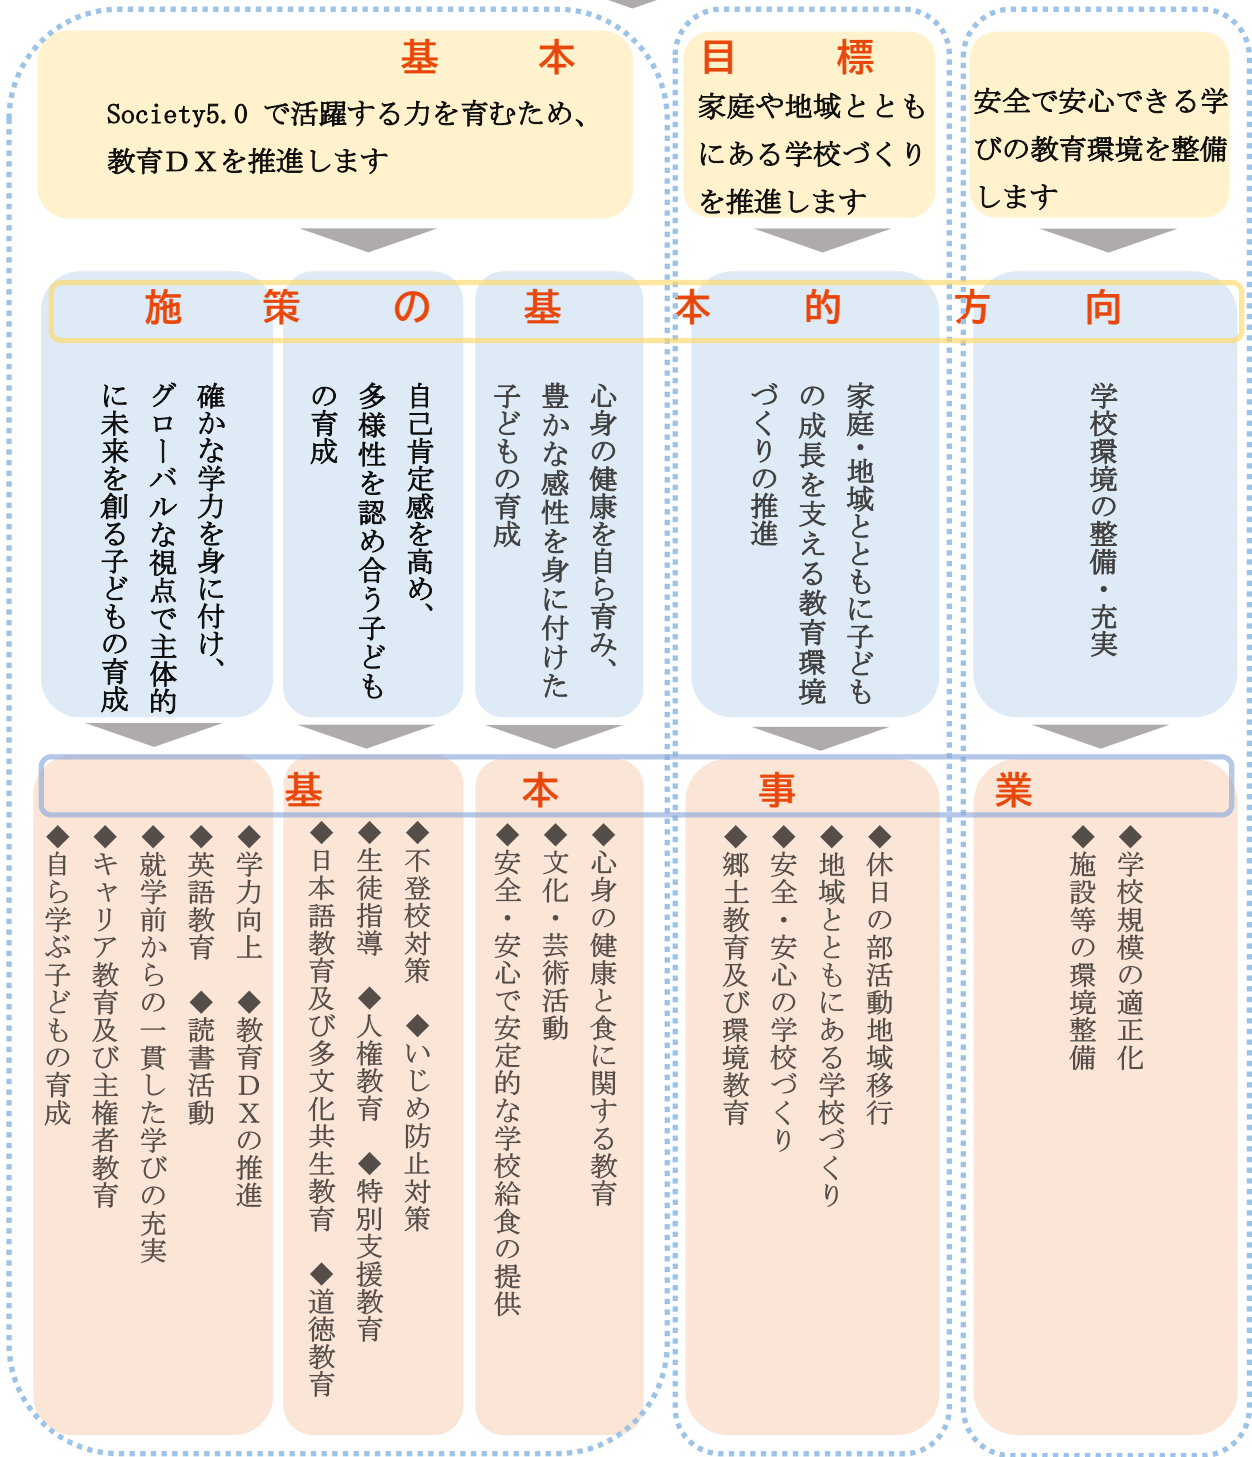 基本目標
Society5.0 で活躍する力を育むため、
教育ＤＸを推進します
家庭や地域ととも
にある学校づくり
を推進します
安全で安心できる学
びの教育環境を整備
します
施策の基本的方向
確かな学力を身に付け、
グローバルな視点で主体的
に未来を創る子どもの育成
自己肯定感を高め、
多様性を認め合う子ども
の育成
心身の健康を自ら育み、
豊かな感性を身に付けた
子どもの育成
家庭・地域とともに子ども
の成長を支える教育環境
づくりの推進
学校環境の整備・充実
基本事業
◆学力向上　◆教育ＤＸの推進
◆英語教育　◆読書活動
◆就学前からの一貫した学びの充実
◆キャリア教育及び主権者教育
◆自ら学ぶ子どもの育成
◆不登校対策　◆いじめ防止対策
◆生徒指導　◆人権教育　◆特別支援教育
◆日本語教育及び多文化共生教育　◆道徳教育
◆心身の健康と食に関する教育
◆文化・芸術活動
◆安全・安心で安定的な学校給食の提供
◆休日の部活動地域移行
◆地域とともにある学校づくり
◆安全・安心の学校づくり
◆郷土教育及び環境教育
◆学校規模の適正化
◆施設等の環境整備